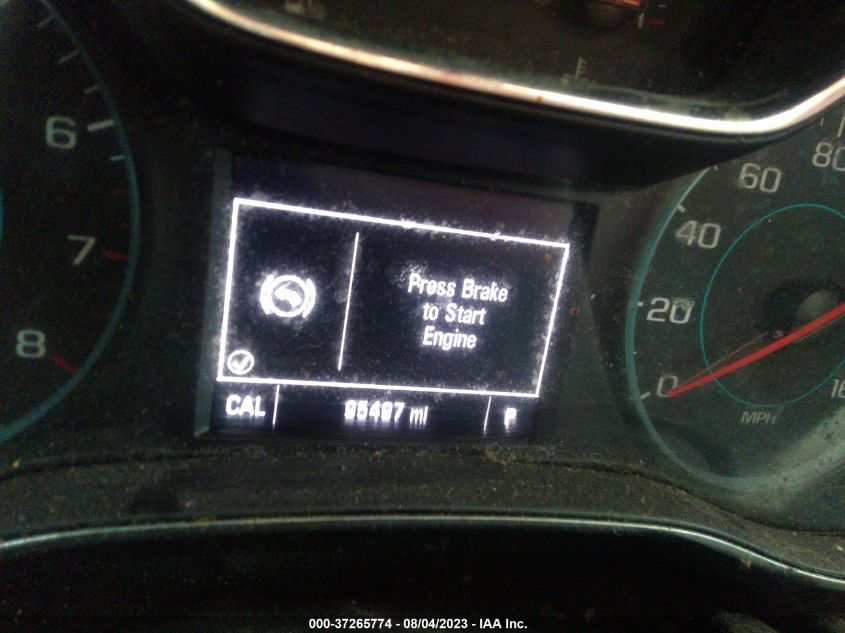 6
7
8
80
60
40
20
0
MPH
Press Brake
to Start
Engine
CAL
95497 mi
P
000-37265774 - 08/04/2023 - IAA Inc.